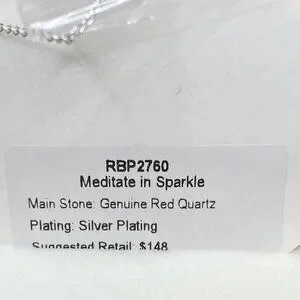 RBP2760
Meditate in Sparkle
Main Stone: Genuine Red Quartz
Plating: Silver Plating
Suggested Retail: $148